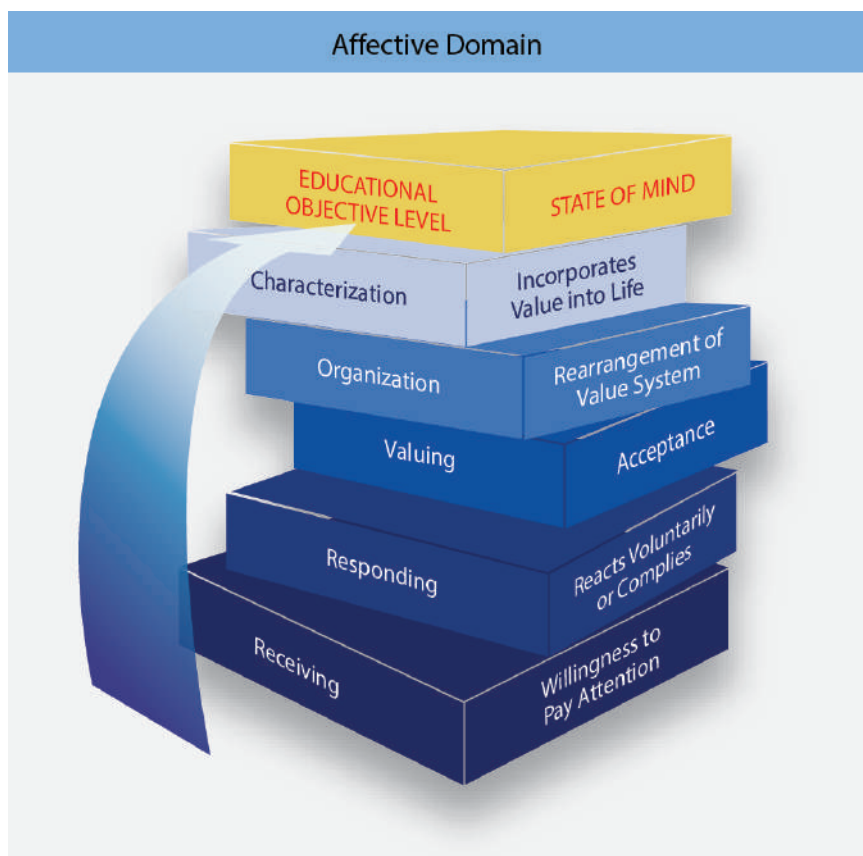 Affective Domain
EDUCATIONAL
OBJECTIVE LEVEL
STATE OF MIND
Characterization
Incorporates
Value into Life
Organization
Rearrangement of
Value System
Valuing
Acceptance
Responding
Reacts Voluntarily
or Complies
Receiving
Willingness to
Pay Attention